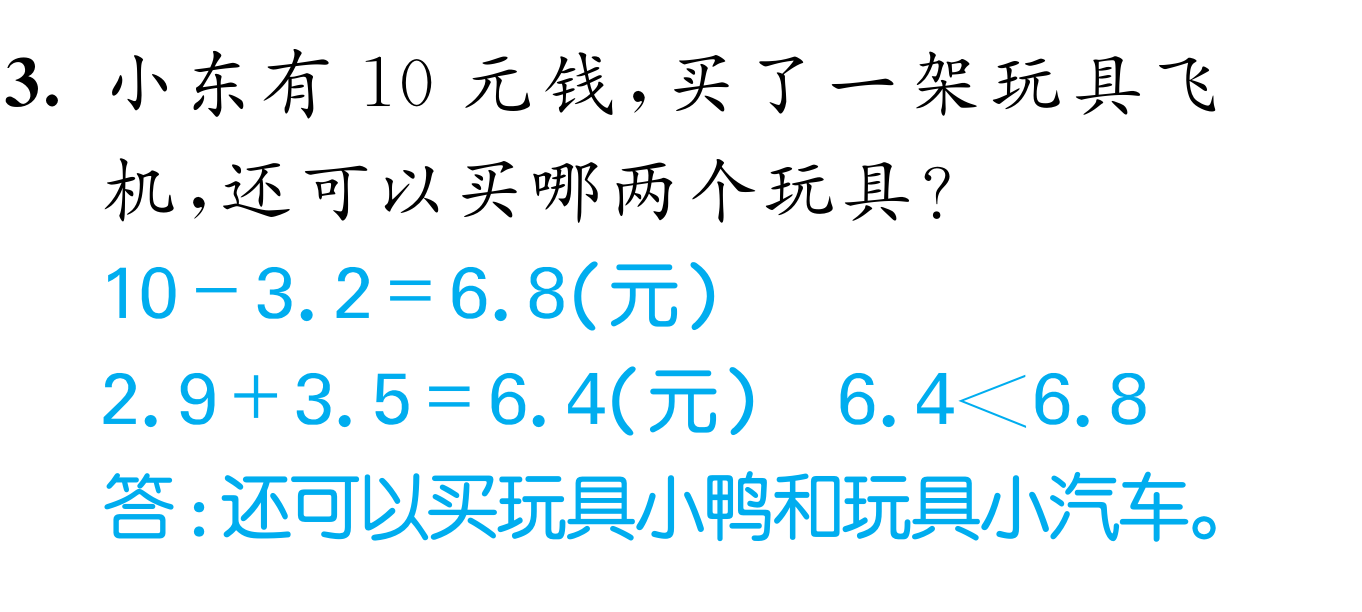 3. 小东有 10 元钱,买了一架玩具飞
机,还可以买哪两个玩具?
10-3.2=6.8(元)
2.9+3.5=6.4(元) 6.4<6.8
答:还可以买玩具小鸭和玩具小汽车。